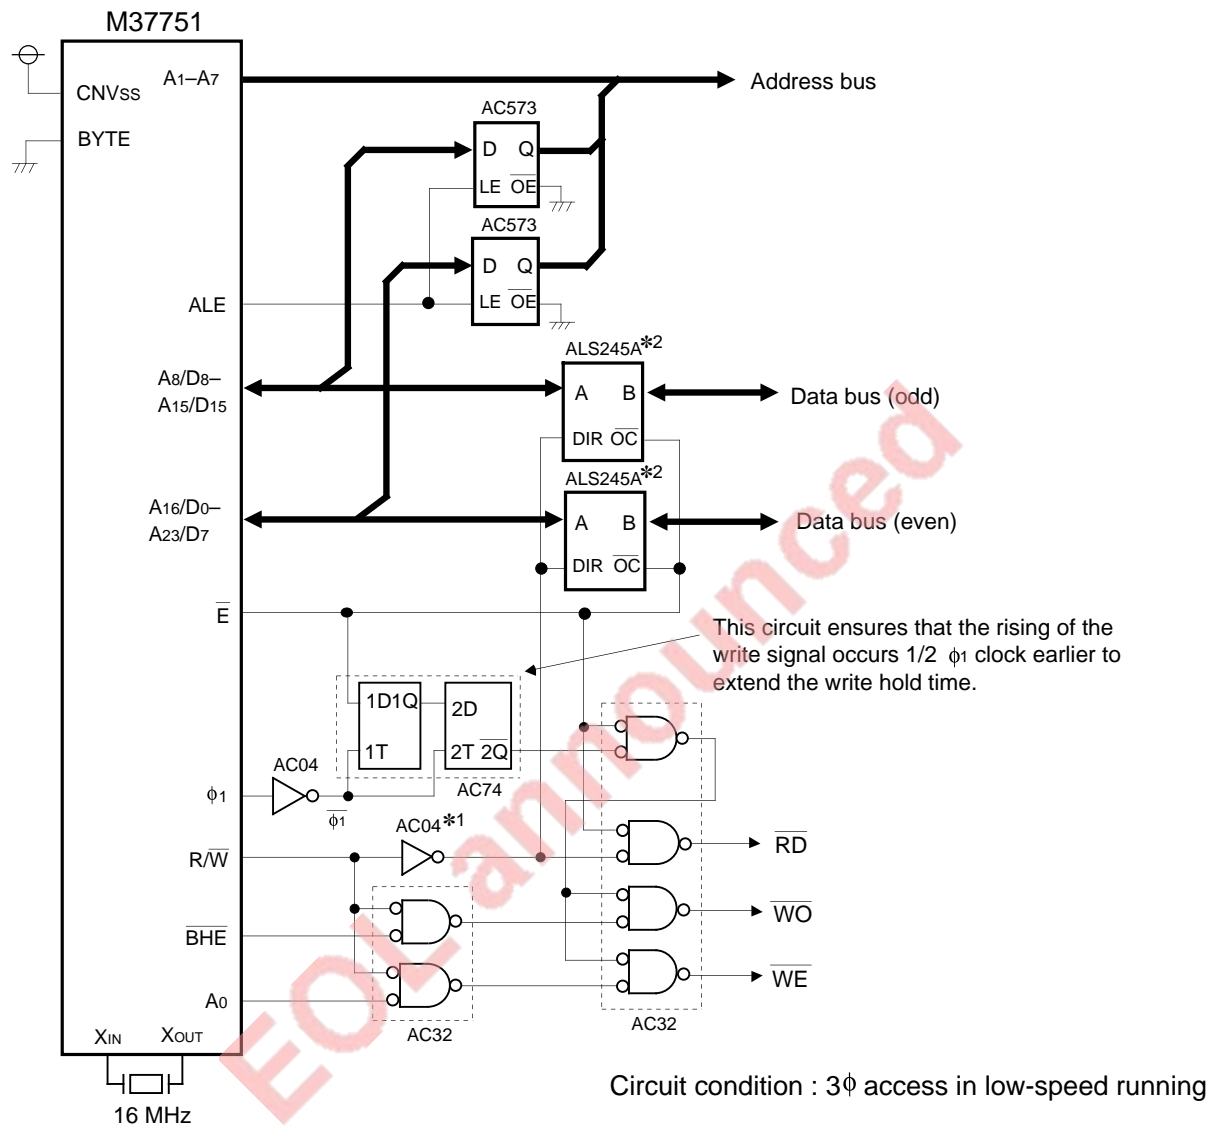 M37751
CNVSS
BYTE
A1–A7
Address bus
AC573
D Q
LE OE
AC573
D Q
LE OE
ALE
ALS245A*2
A8/D8–
A15/D15
A B
DIR OC
Data bus (odd)
ALS245A*2
A16/D0–
A23/D7
A B
DIR OC
Data bus (even)
E
This circuit ensures that the rising of the
write signal occurs 1/2 ϕ1 clock earlier to
extend the write hold time.
1D1Q
1T
2D
2T 2Q
AC74
AC04
ϕ1
ϕ1
AC04*1
R/W
RD
BHE
WO
A0
WE
AC32
AC32
XIN
XOUT
16 MHz
Circuit condition : 3ϕ access in low-speed running
EOL announced